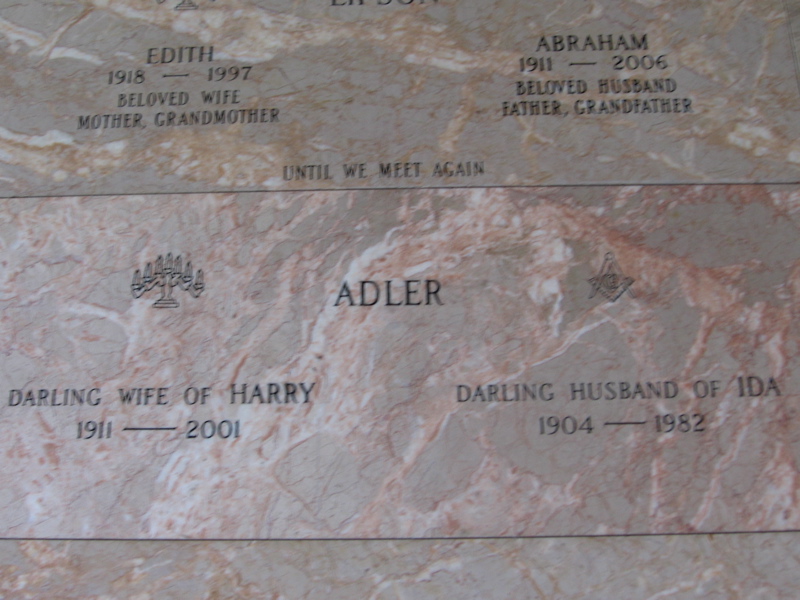 EDITH
1918 — 1997
BELOVED WIFE
MOTHER, GRANDMOTHER
ABRAHAM
1911 — 2006
BELOVED HUSBAND
FATHER, GRANDFATHER
UNTIL WE MEET AGAIN
ADLER
DARLING WIFE OF HARRY
1911 — 2001
DARLING HUSBAND OF IDA
1904 — 1982